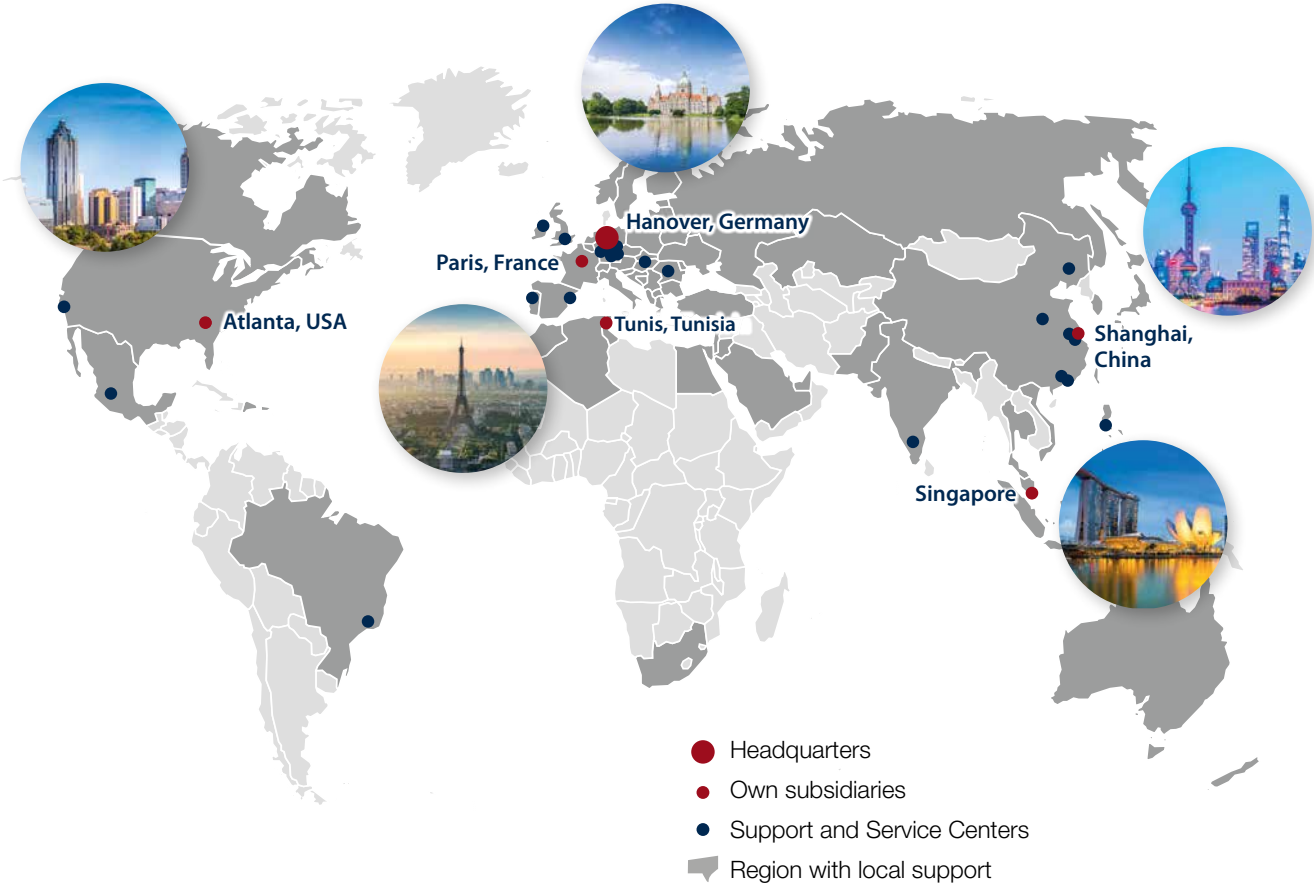 Hanover, Germany
Paris, France
Atlanta, USA
Tunis, Tunisia
Shanghai,
China
Singapore
Headquarters
Own subsidiaries
Support and Service Centers
Region with local support